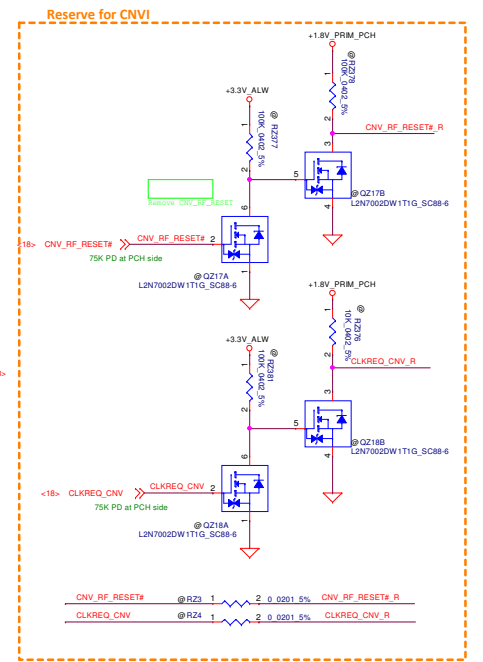 Reserve for CNVI
+1.8V_PRIM_PCH
1
@ RZ378
100K_0402_5%
2
CNV_RF_RESET#_R
+3.3V_ALW
1
@ RZ377
100K_0402_5%
2
3
5
@ QZ17B
L2N7002DW1T1G_SC88-6
4
Remove CNV_RF_RESET
6
<18> CNV_RF_RESET# CNV_RF_RESET# 2
75K PD at PCH side
1
@ QZ17A
L2N7002DW1T1G_SC88-6
+1.8V_PRIM_PCH
1
@ RZ376
10K_0402_5%
2
CLKREQ_CNV_R
+3.3V_ALW
1
@ RZ381
100K_0402_5%
2
3
5
@ QZ18B
L2N7002DW1T1G_SC88-6
4
6
<18> CLKREQ_CNV CLKREQ_CNV 2
75K PD at PCH side
1
@ QZ18A
L2N7002DW1T1G_SC88-6
CNV_RF_RESET# @ RZ3 1 2 0_0201_5% CNV_RF_RESET#_R
CLKREQ_CNV @ RZ4 1 2 0_0201_5% CLKREQ_CNV_R